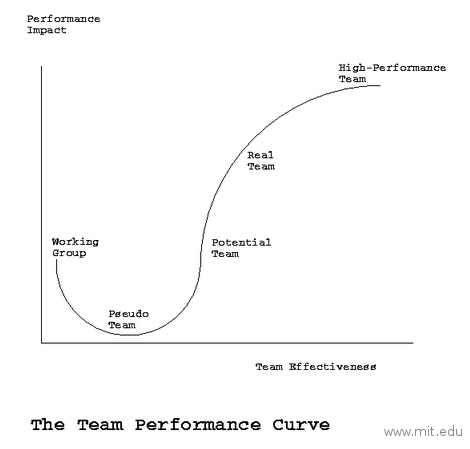 Performance
Impact
High-Performance
Team
Real
Team
Working
Group
Potential
Team
Pseudo
Team
Team Effectiveness
The Team Performance Curve
www.mit.edu